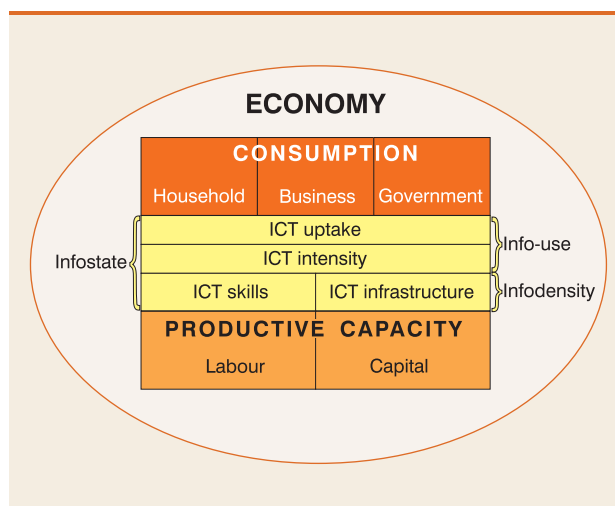 ECONOMY
CONSUMPTION
Household Business Government
ICT uptake
Info-use
ICT intensity
Infostate
ICT skills ICT infrastructure
Infodensity
PRODUCTIVE CAPACITY
Labour Capital